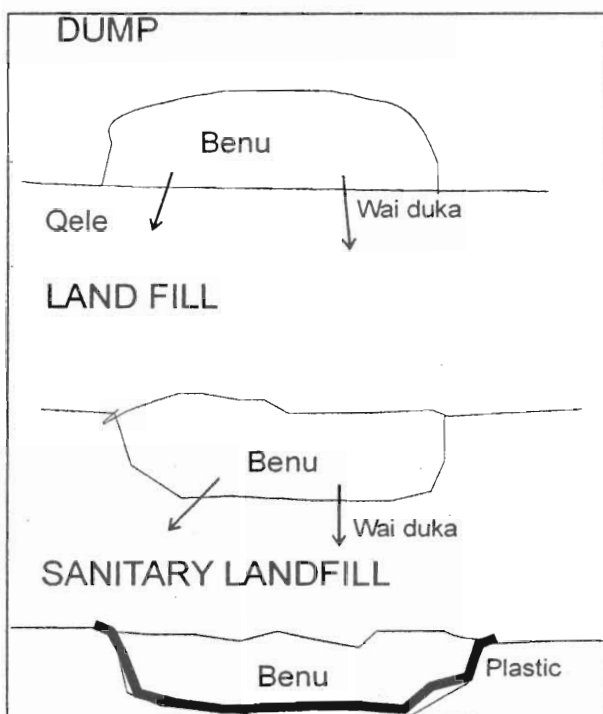 DUMP
Benu
Qele
Wai duka
LAND FILL
Benu
Wai duka
SANITARY LANDFILL
Benu
Plastic